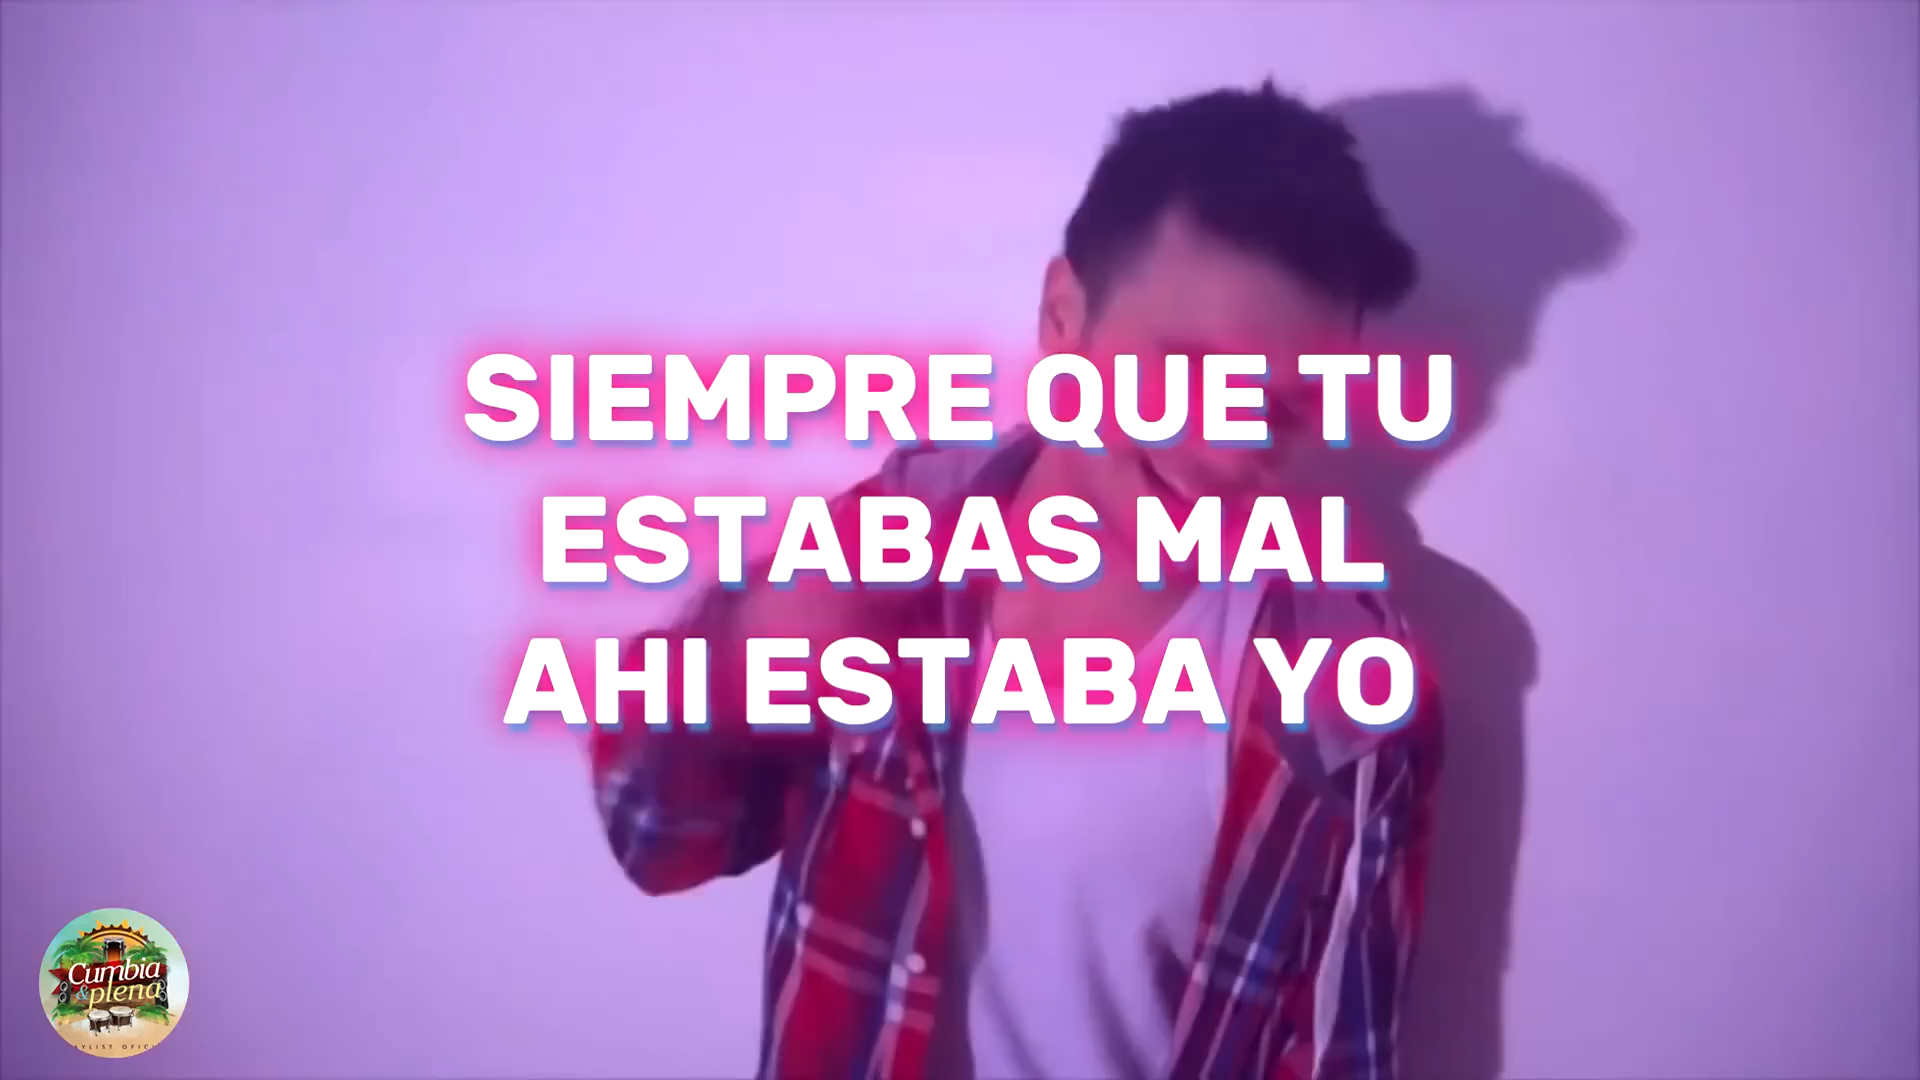 SIEMPRE QUE TU
ESTABAS MAL
AHI ESTABA YO
Cumbia
&plena